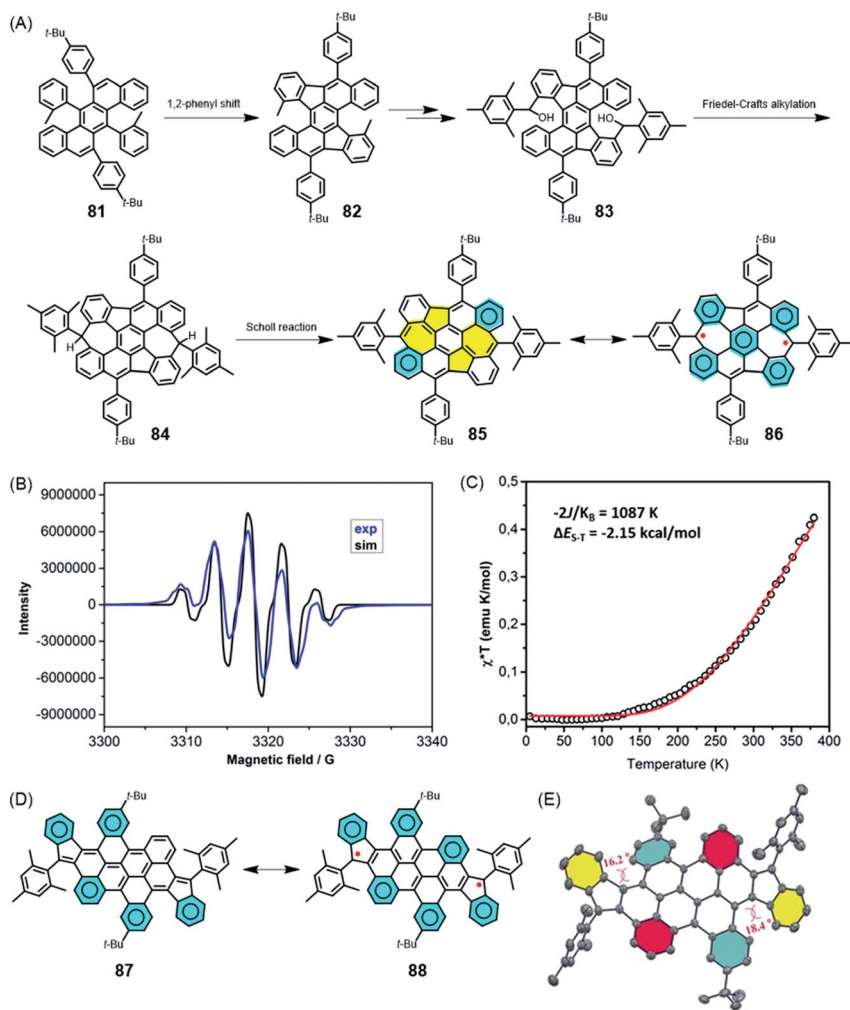 (A)
t-Bu
t-Bu
1,2-phenyl shift
t-Bu
t-Bu
t-Bu
OH
HO
t-Bu
Friedel-Crafts alkylation
81
82
83
t-Bu
H
H
t-Bu
Scholl reaction
t-Bu
t-Bu
t-Bu
t-Bu
84
85
86
(B)
9000000
6000000
3000000
0
-3000000
-6000000
-9000000
Intensity
exp
sim
3300
3310
3320
3330
3340
Magnetic field / G
(C)
-2J/K_B = 1087 K
ΔE_S-T = -2.15 kcal/mol
0,5
0,4
0,3
0,2
0,1
0,0
χ*T (emu K/mol)
0
50
100
150
200
250
300
350
400
Temperature (K)
(D)
t-Bu
t-Bu
t-Bu
t-Bu
87
88
(E)
16.2 °
18.4 °